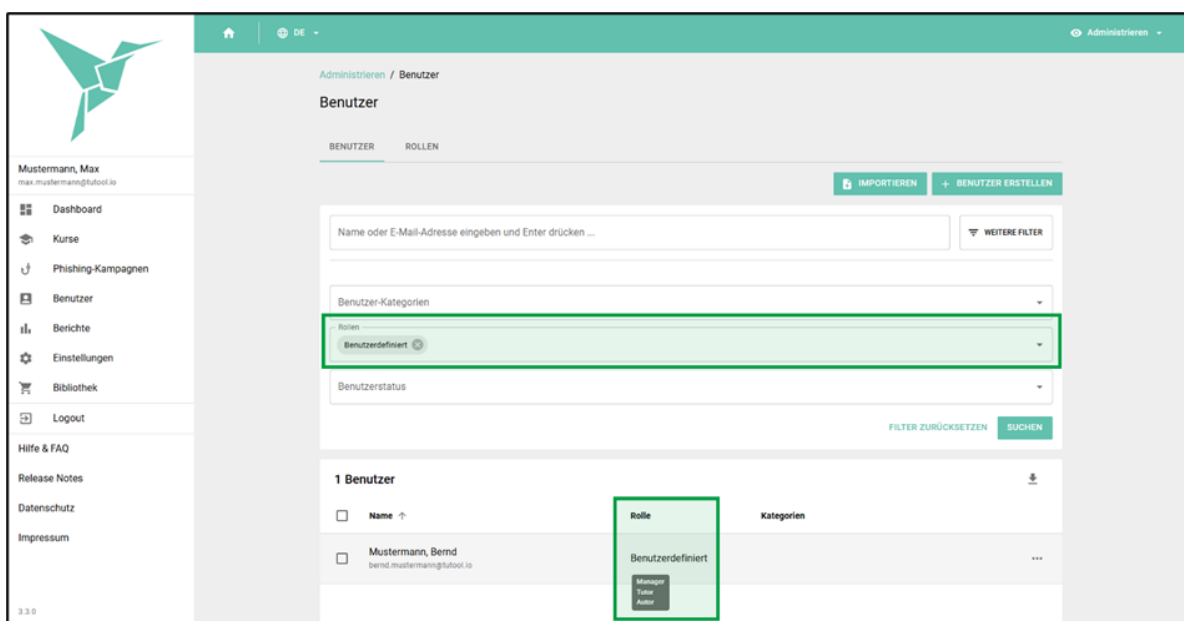 DE
Administrieren
Administrieren / Benutzer
Benutzer
BENUTZER ROLLEN
IMPORTIEREN
+ BENUTZER ERSTELLEN
Mustermann, Max
max.mustermann@tutool.io
Dashboard
Kurse
Phishing-Kampagnen
Benutzer
Berichte
Einstellungen
Bibliothek
Logout
Hilfe & FAQ
Release Notes
Datenschutz
Impressum
3.3.0
Name oder E-Mail-Adresse eingeben und Enter drücken ...
WEITERE FILTER
Benutzer-Kategorien
Rollen
Benutzerdefiniert
Benutzerstatus
FILTER ZURÜCKSETZEN SUCHEN
1 Benutzer
Name Rolle Kategorien
Mustermann, Bernd
bernd.mustermann@tutool.io
Benutzerdefiniert
Manager
Tutor
Autor